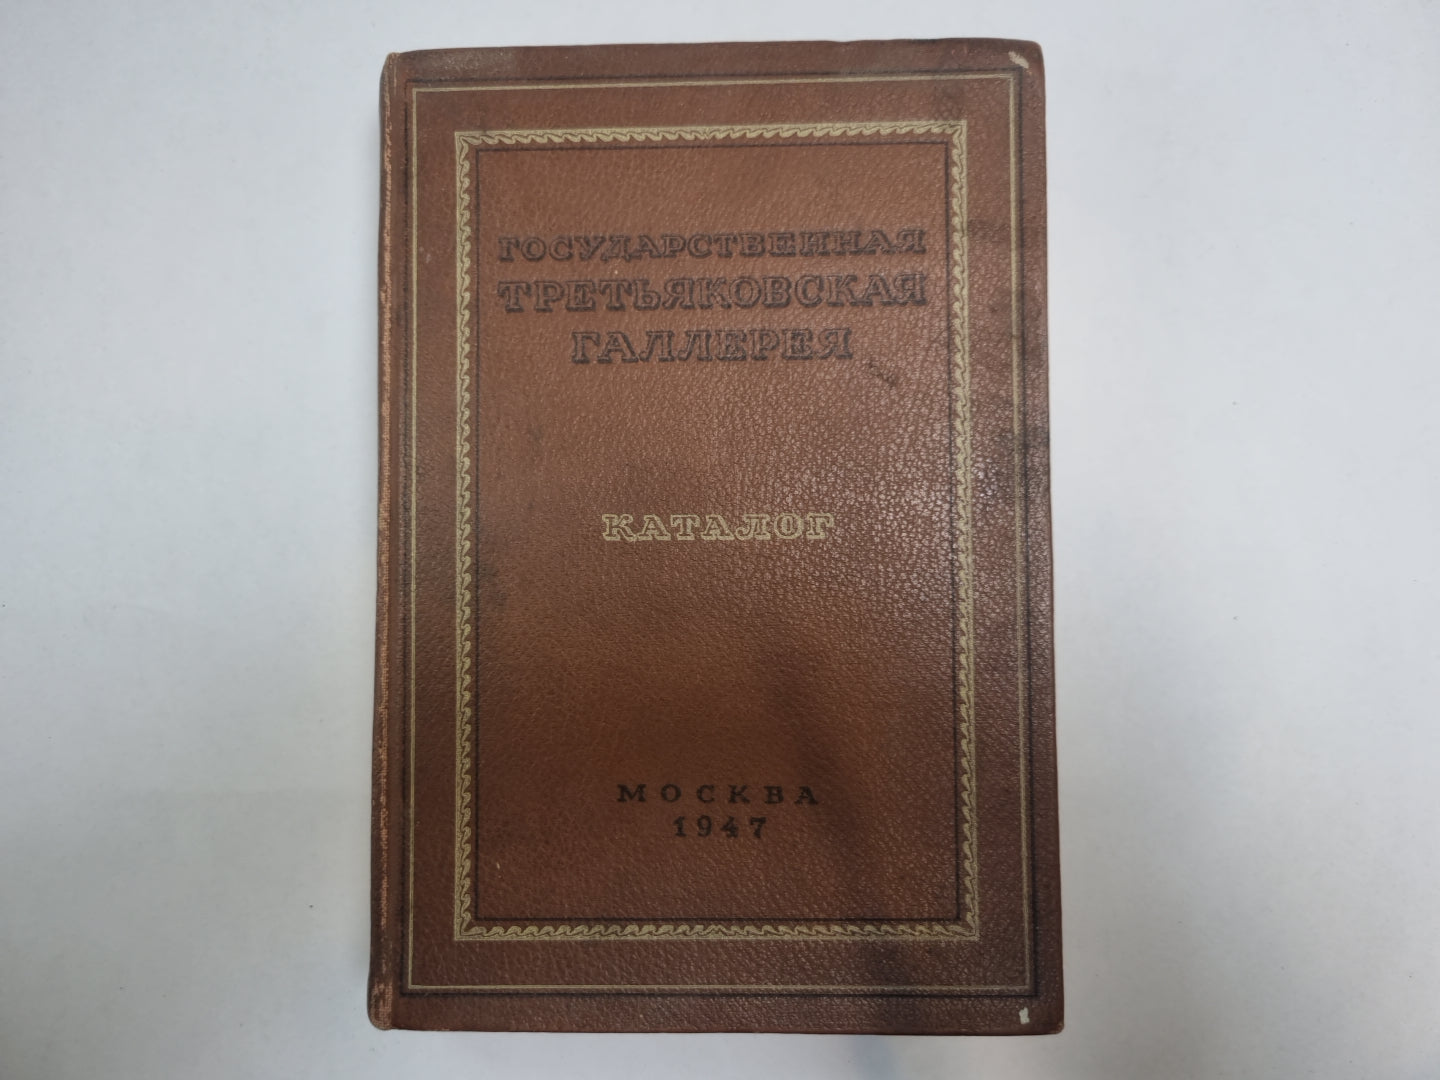 ГОСУДАРСТВЕННАЯ
ТРЕТЬЯКОВСКАЯ
ГАЛЛЕРЕЯ
КАТАЛОГ
МОСКВА
1947